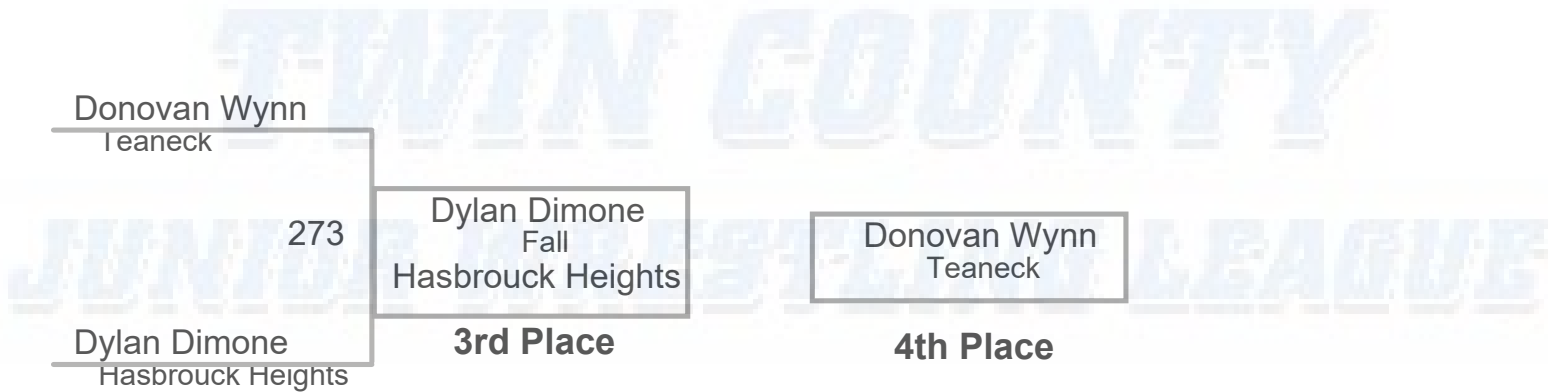 TWIN COUNTY
JUNIOR WRESTLING LEAGUE
Donovan Wynn
Teaneck
273
Dylan Dimone
Hasbrouck Heights
Dylan Dimone
Fall
Hasbrouck Heights
3rd Place
Donovan Wynn
Teaneck
4th Place